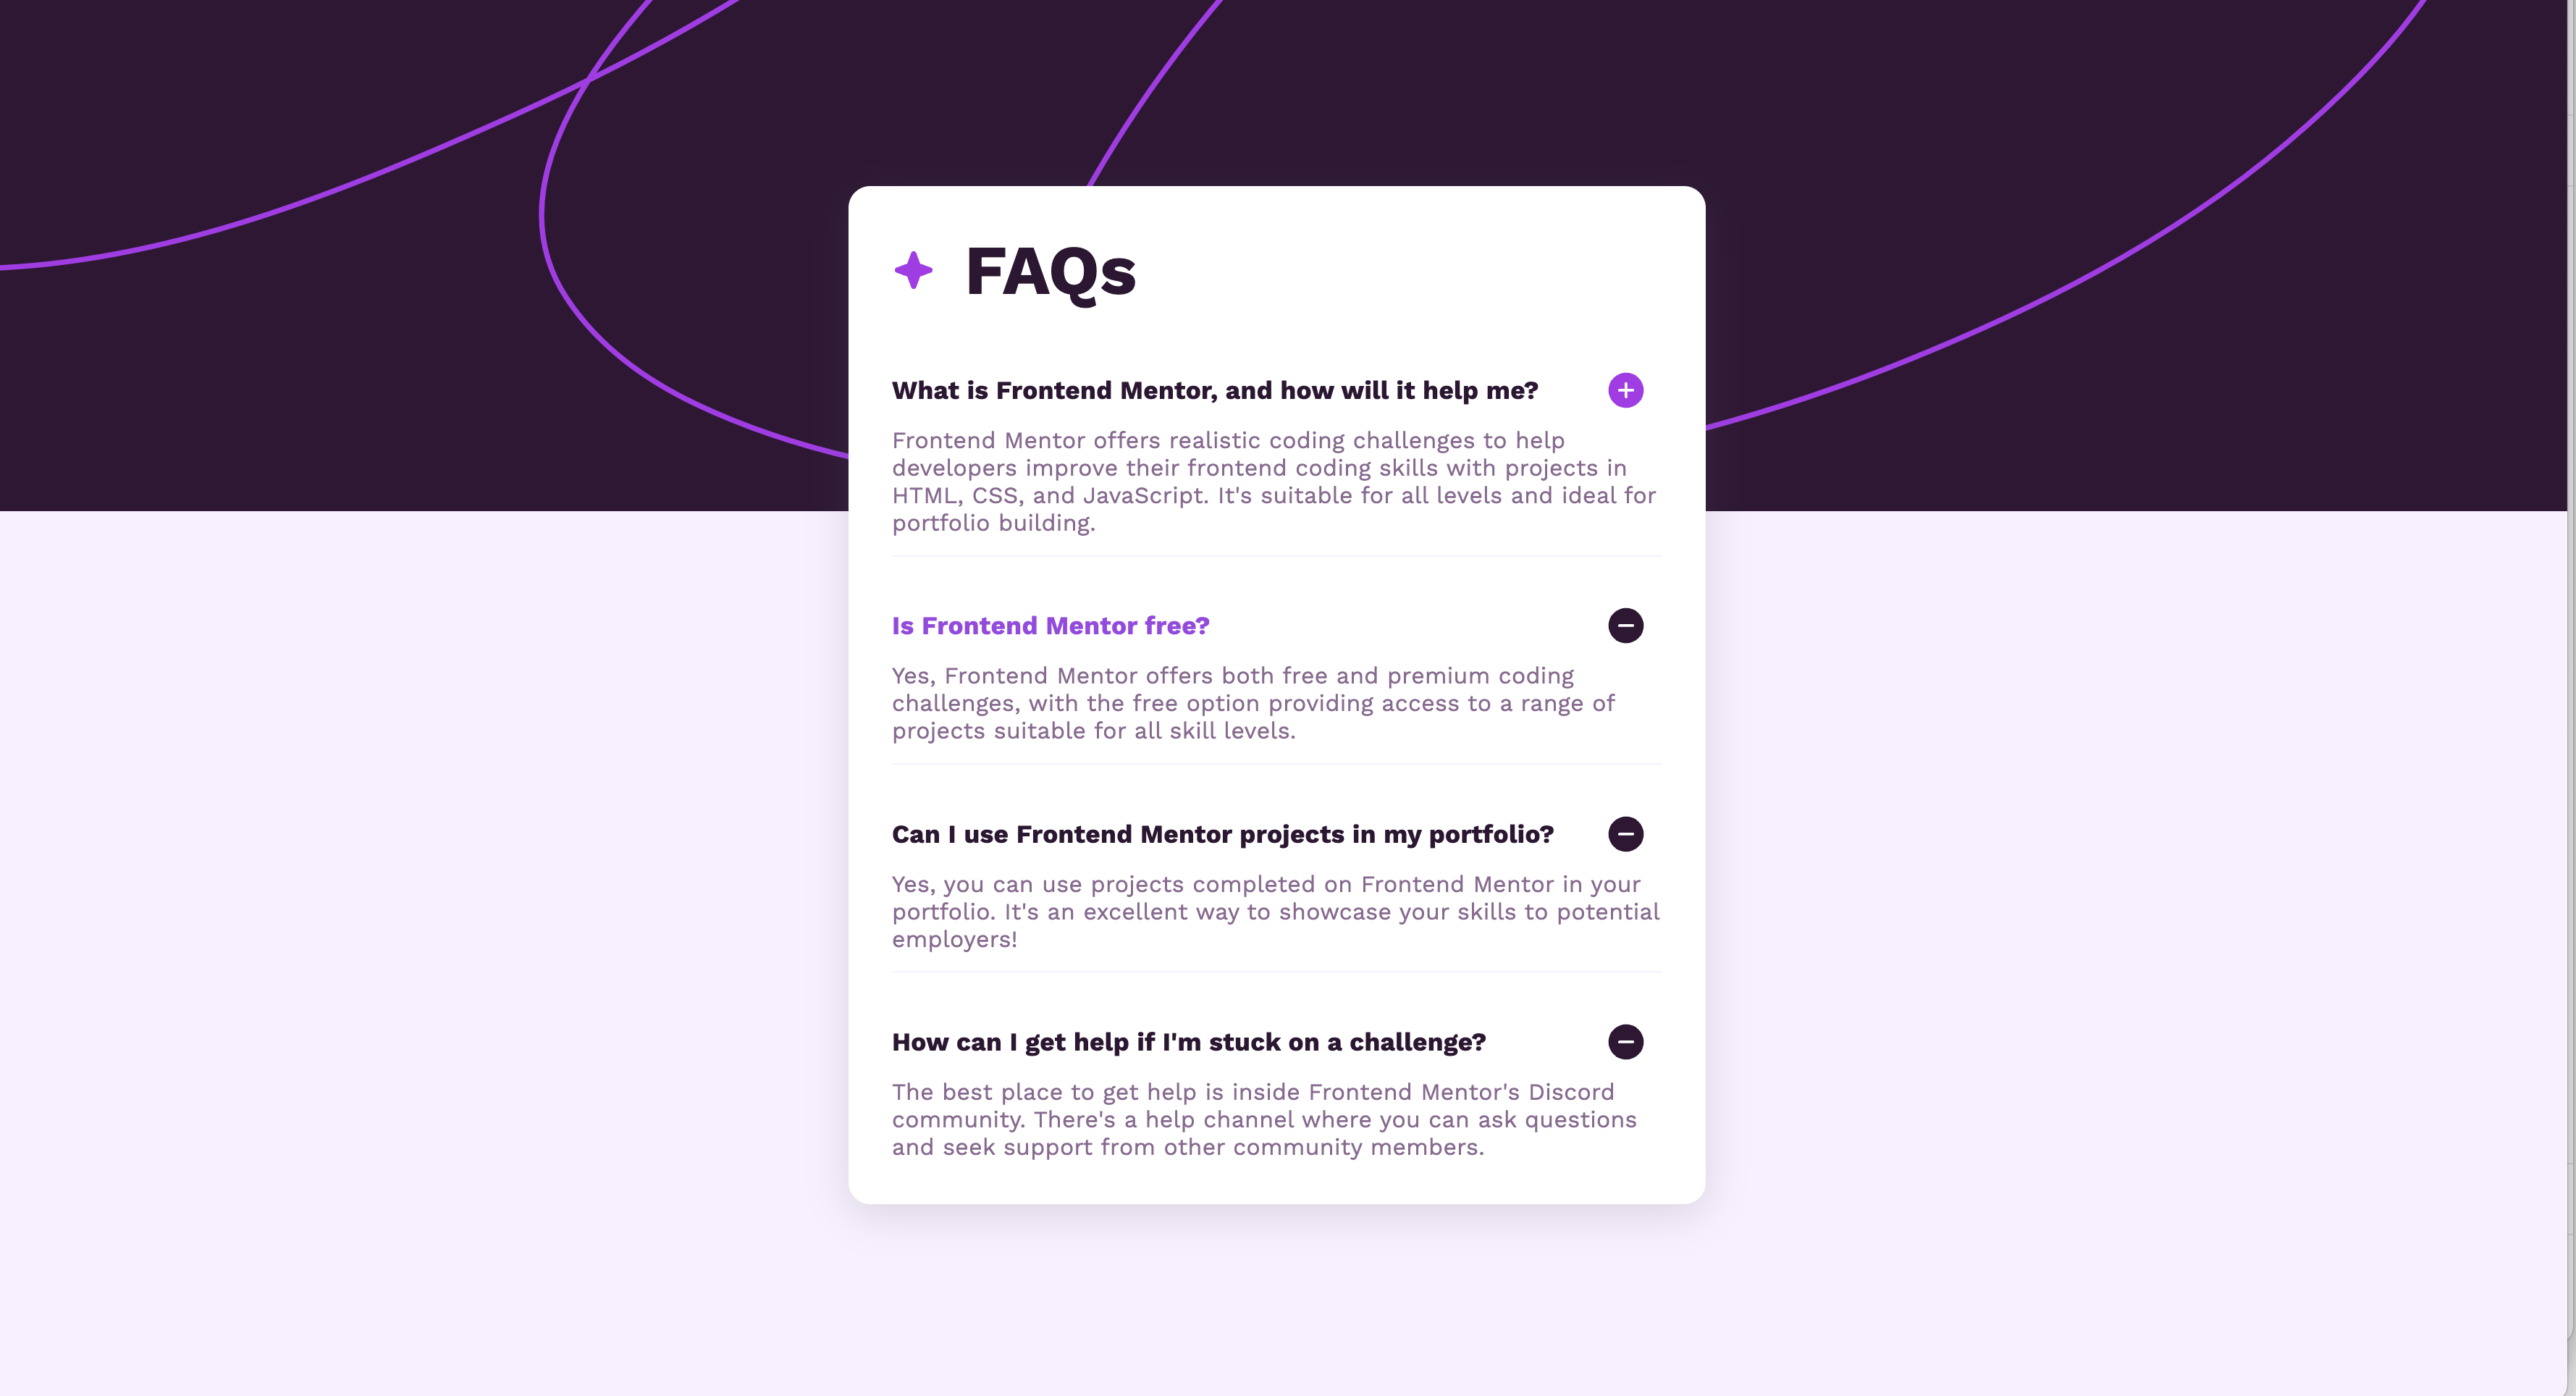 FAQs
What is Frontend Mentor, and how will it help me?
Frontend Mentor offers realistic coding challenges to help
developers improve their frontend coding skills with projects in
HTML, CSS, and JavaScript. It's suitable for all levels and ideal for
portfolio building.
Is Frontend Mentor free?
Yes, Frontend Mentor offers both free and premium coding
challenges, with the free option providing access to a range of
projects suitable for all skill levels.
Can I use Frontend Mentor projects in my portfolio?
Yes, you can use projects completed on Frontend Mentor in your
portfolio. It's an excellent way to showcase your skills to potential
employers!
How can I get help if I'm stuck on a challenge?
The best place to get help is inside Frontend Mentor's Discord
community. There's a help channel where you can ask questions
and seek support from other community members.